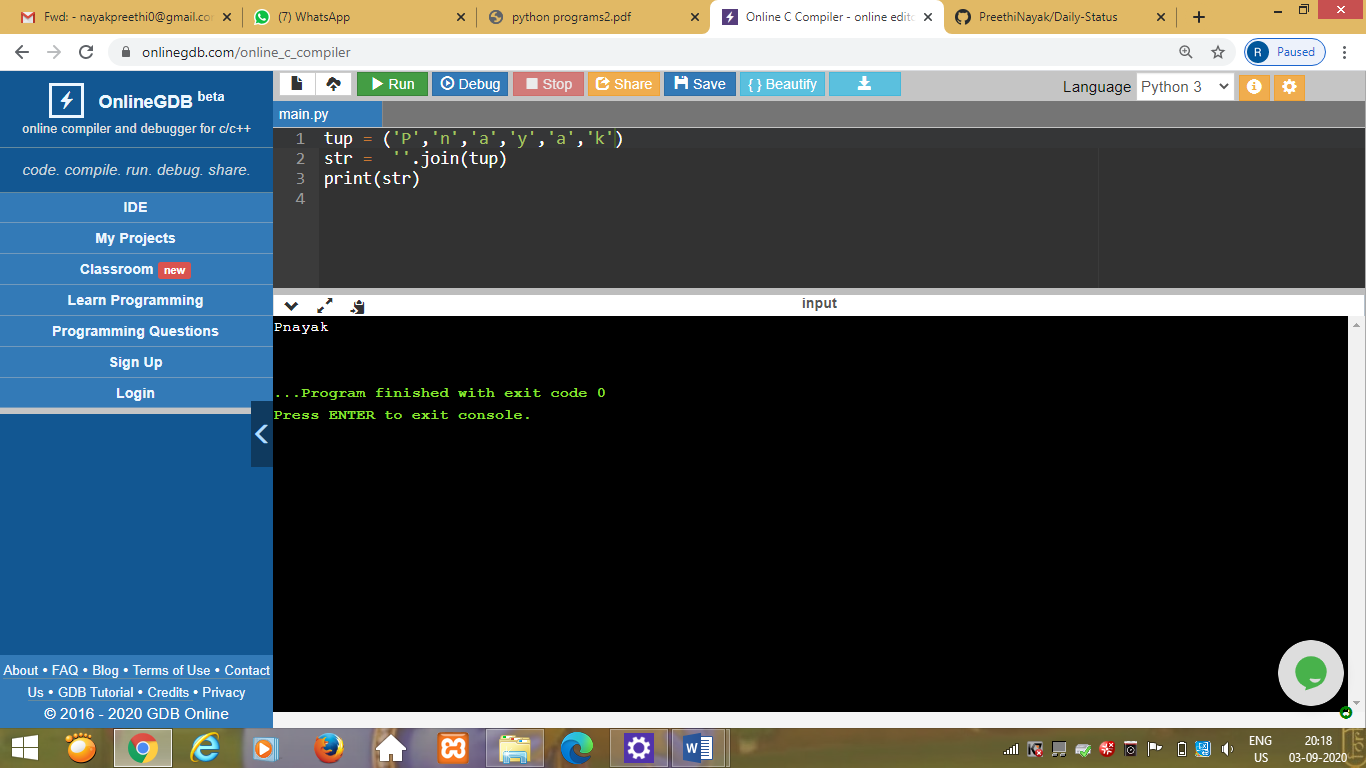 Fwd: - nayakpreethi0@gmail.co
(7) WhatsApp
python programs2.pdf
Online C Compiler - online edit
PreethiNayak/Daily-Status
onlinegdb.com/online_c_compiler
R Paused
OnlineGDB beta
online compiler and debugger for c/c++
code. compile. run. debug. share.
IDE
My Projects
Classroom new
Learn Programming
Programming Questions
Sign Up
Login
About • FAQ • Blog • Terms of Use • Contact
Us • GDB Tutorial • Credits • Privacy
© 2016 - 2020 GDB Online
Run Debug Stop Share Save { } Beautify
Language Python 3
main.py
1 tup = ('P','n','a','y','a','k')
2 str =  ''.join(tup)
3 print(str)
4
input
Pnayak
...Program finished with exit code 0
Press ENTER to exit console.
ENG
US
20:18
03-09-2020